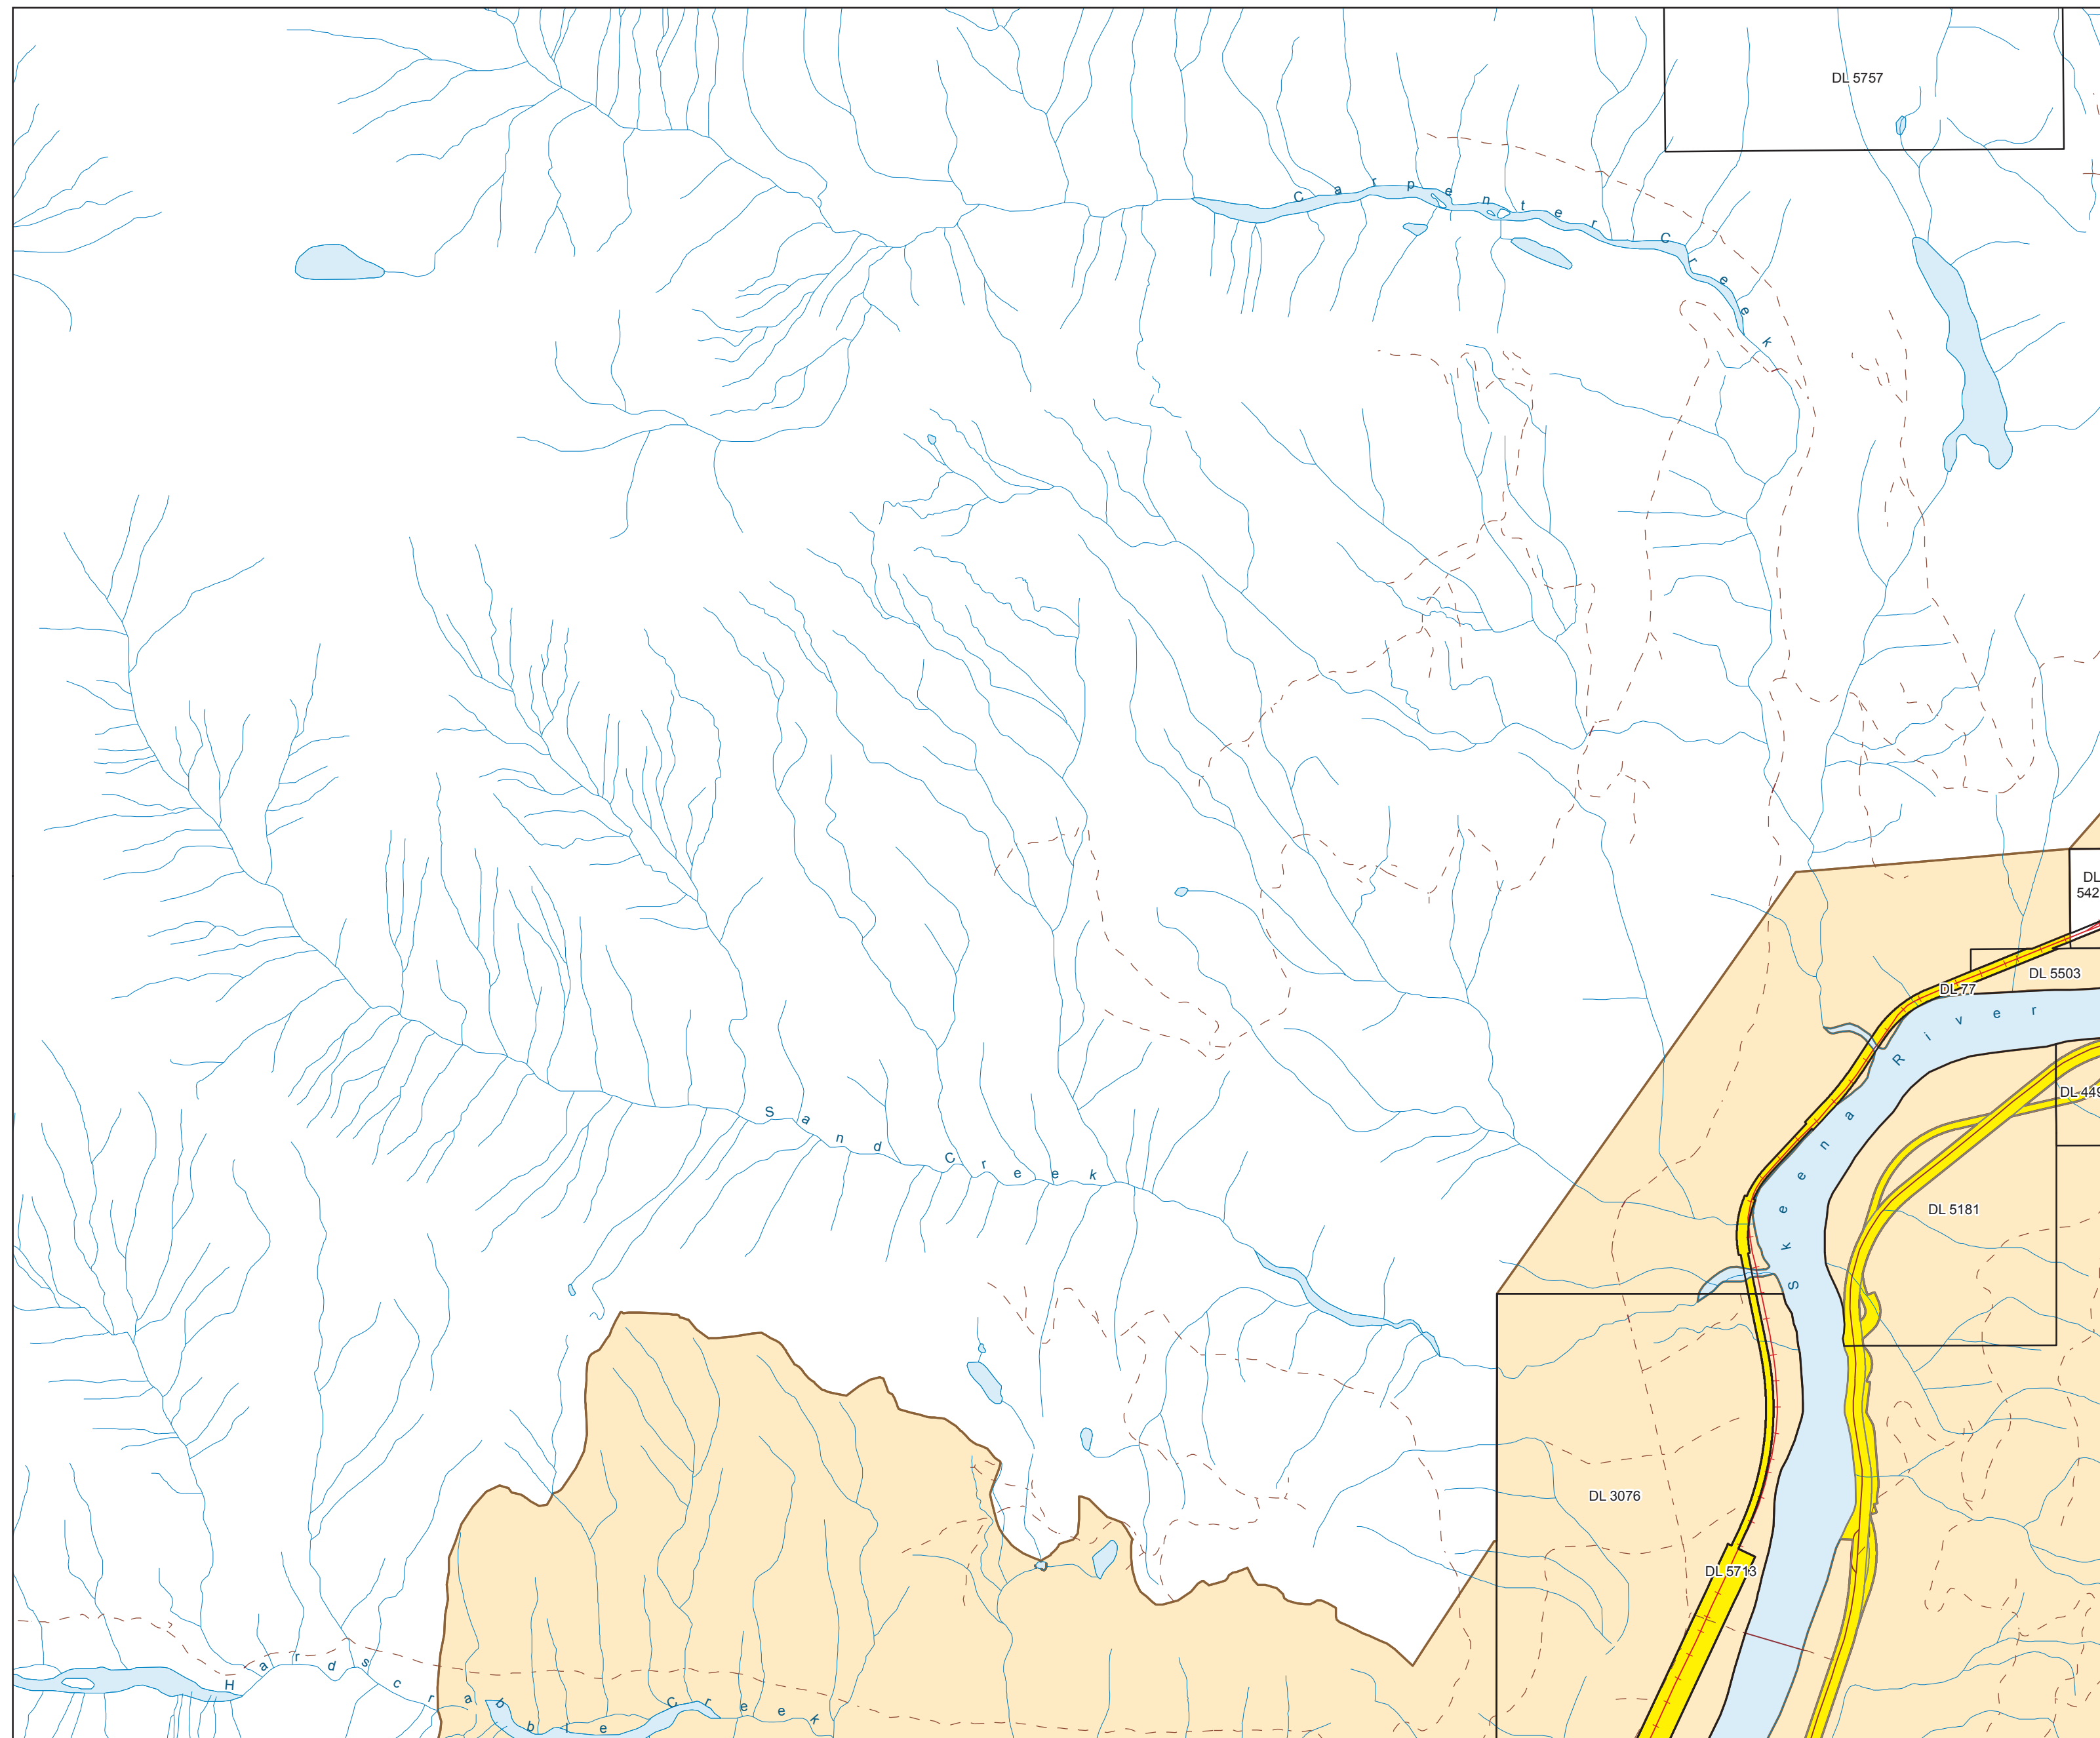 DL 5757
Carpenter Creek
DL
542
DL 5503
DL 77
Skeena River
DL 449
Sand Creek
DL 5181
DL 3076
DL 5713
Hardscrabble Creek